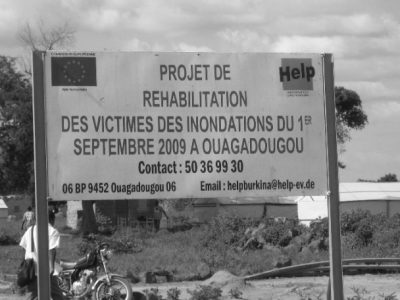 PROJET DE
Help
REHABILITATION
DES VICTIMES DES INONDATIONS DU 1ER
SEPTEMBRE 2009 A OUAGADOUGOU
Contact : 50 36 99 30
06 BP 9452 Ouagadougou 06 Email : helpburkina@help-ev.de